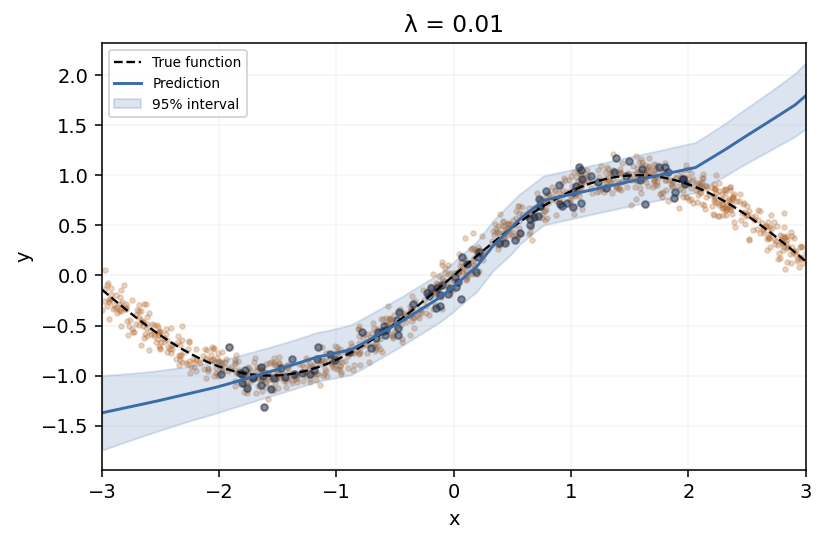 λ = 0.01
True function
Prediction
95% interval
2.0
1.5
1.0
0.5
0.0
−0.5
−1.0
−1.5
y
−3 −2 −1 0 1 2 3
x